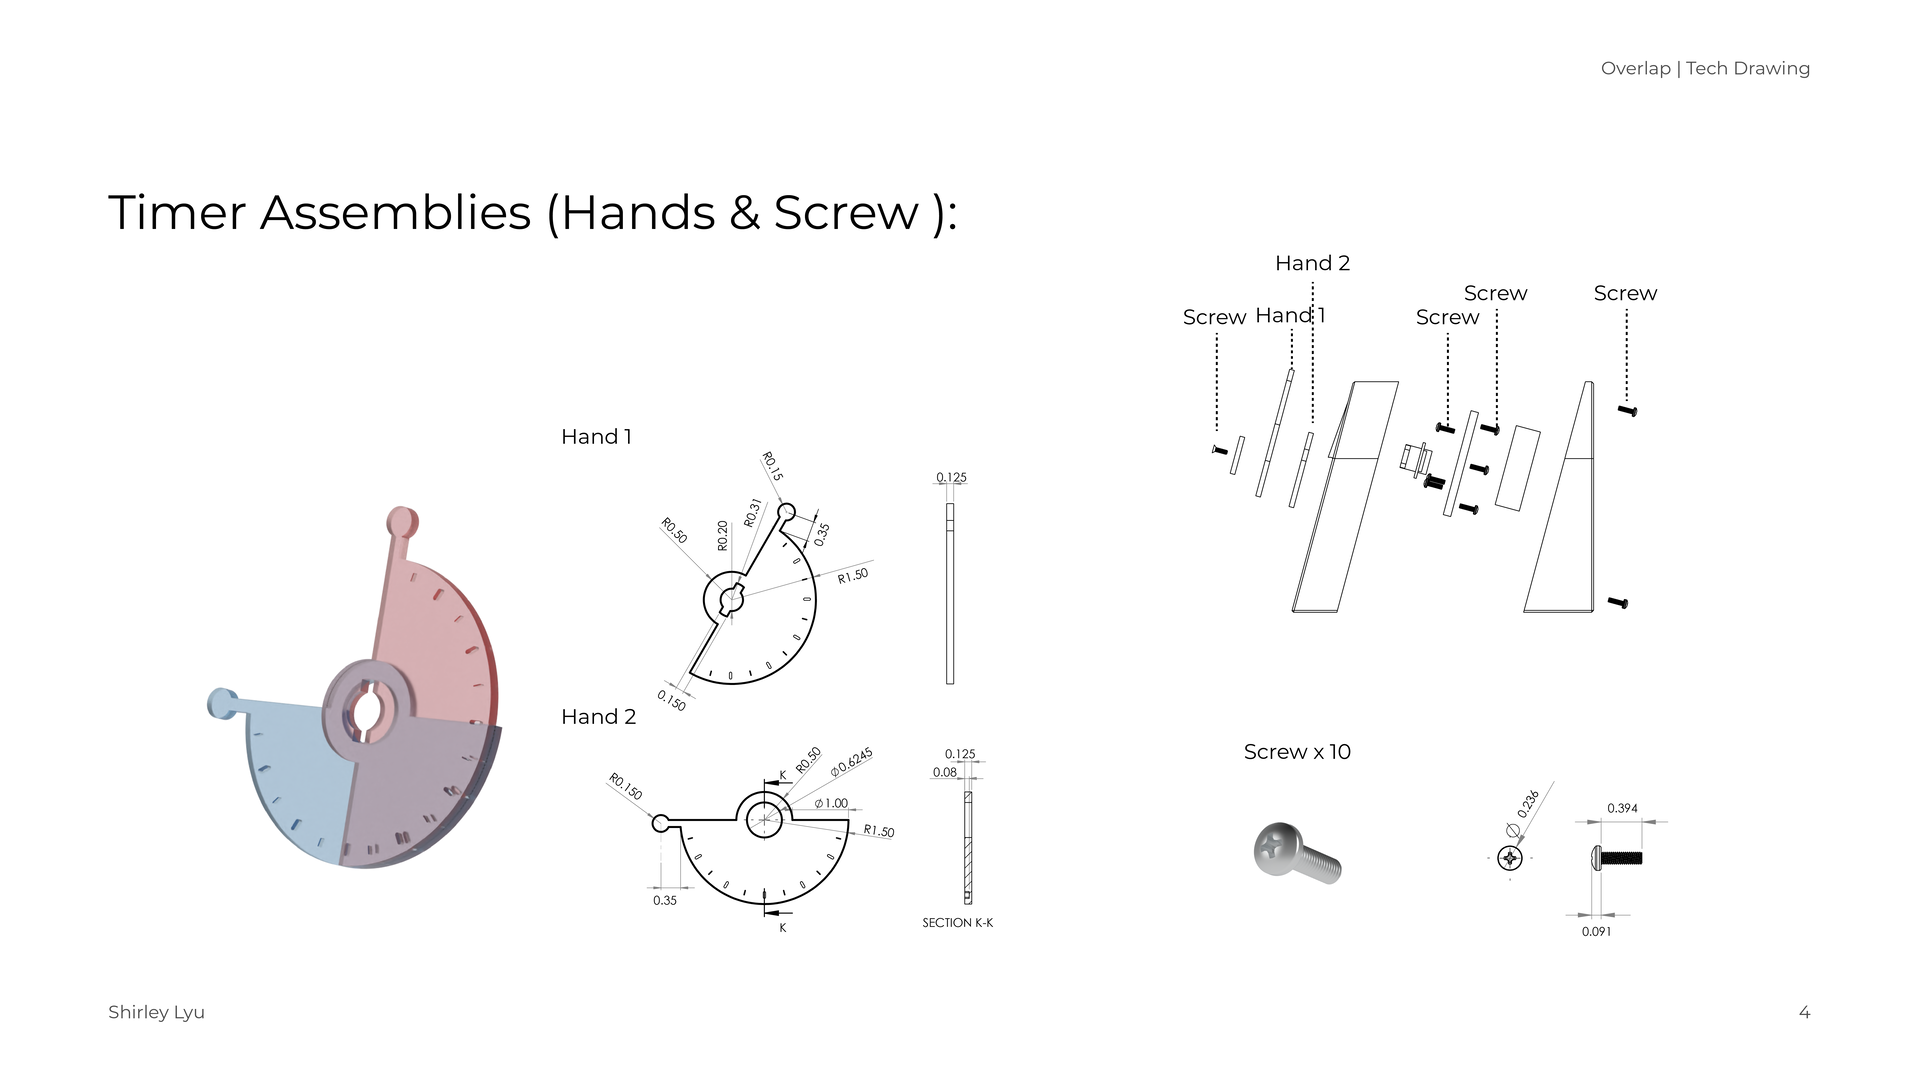 Overlap | Tech Drawing
Timer Assemblies (Hands & Screw ):
Hand 2
Screw
Screw
Screw
Hand 1
Screw
Hand 1
R0.15
R0.31
R0.20
R0.50
0.35
R1.50
0.150
0.125
Hand 2
R0.150
K
R0.50
Ø0.6245
Ø1.00
R1.50
0.35
K
0.125
0.08
SECTION K-K
Screw x 10
Ø 0.236
0.394
0.091
Shirley Lyu
4